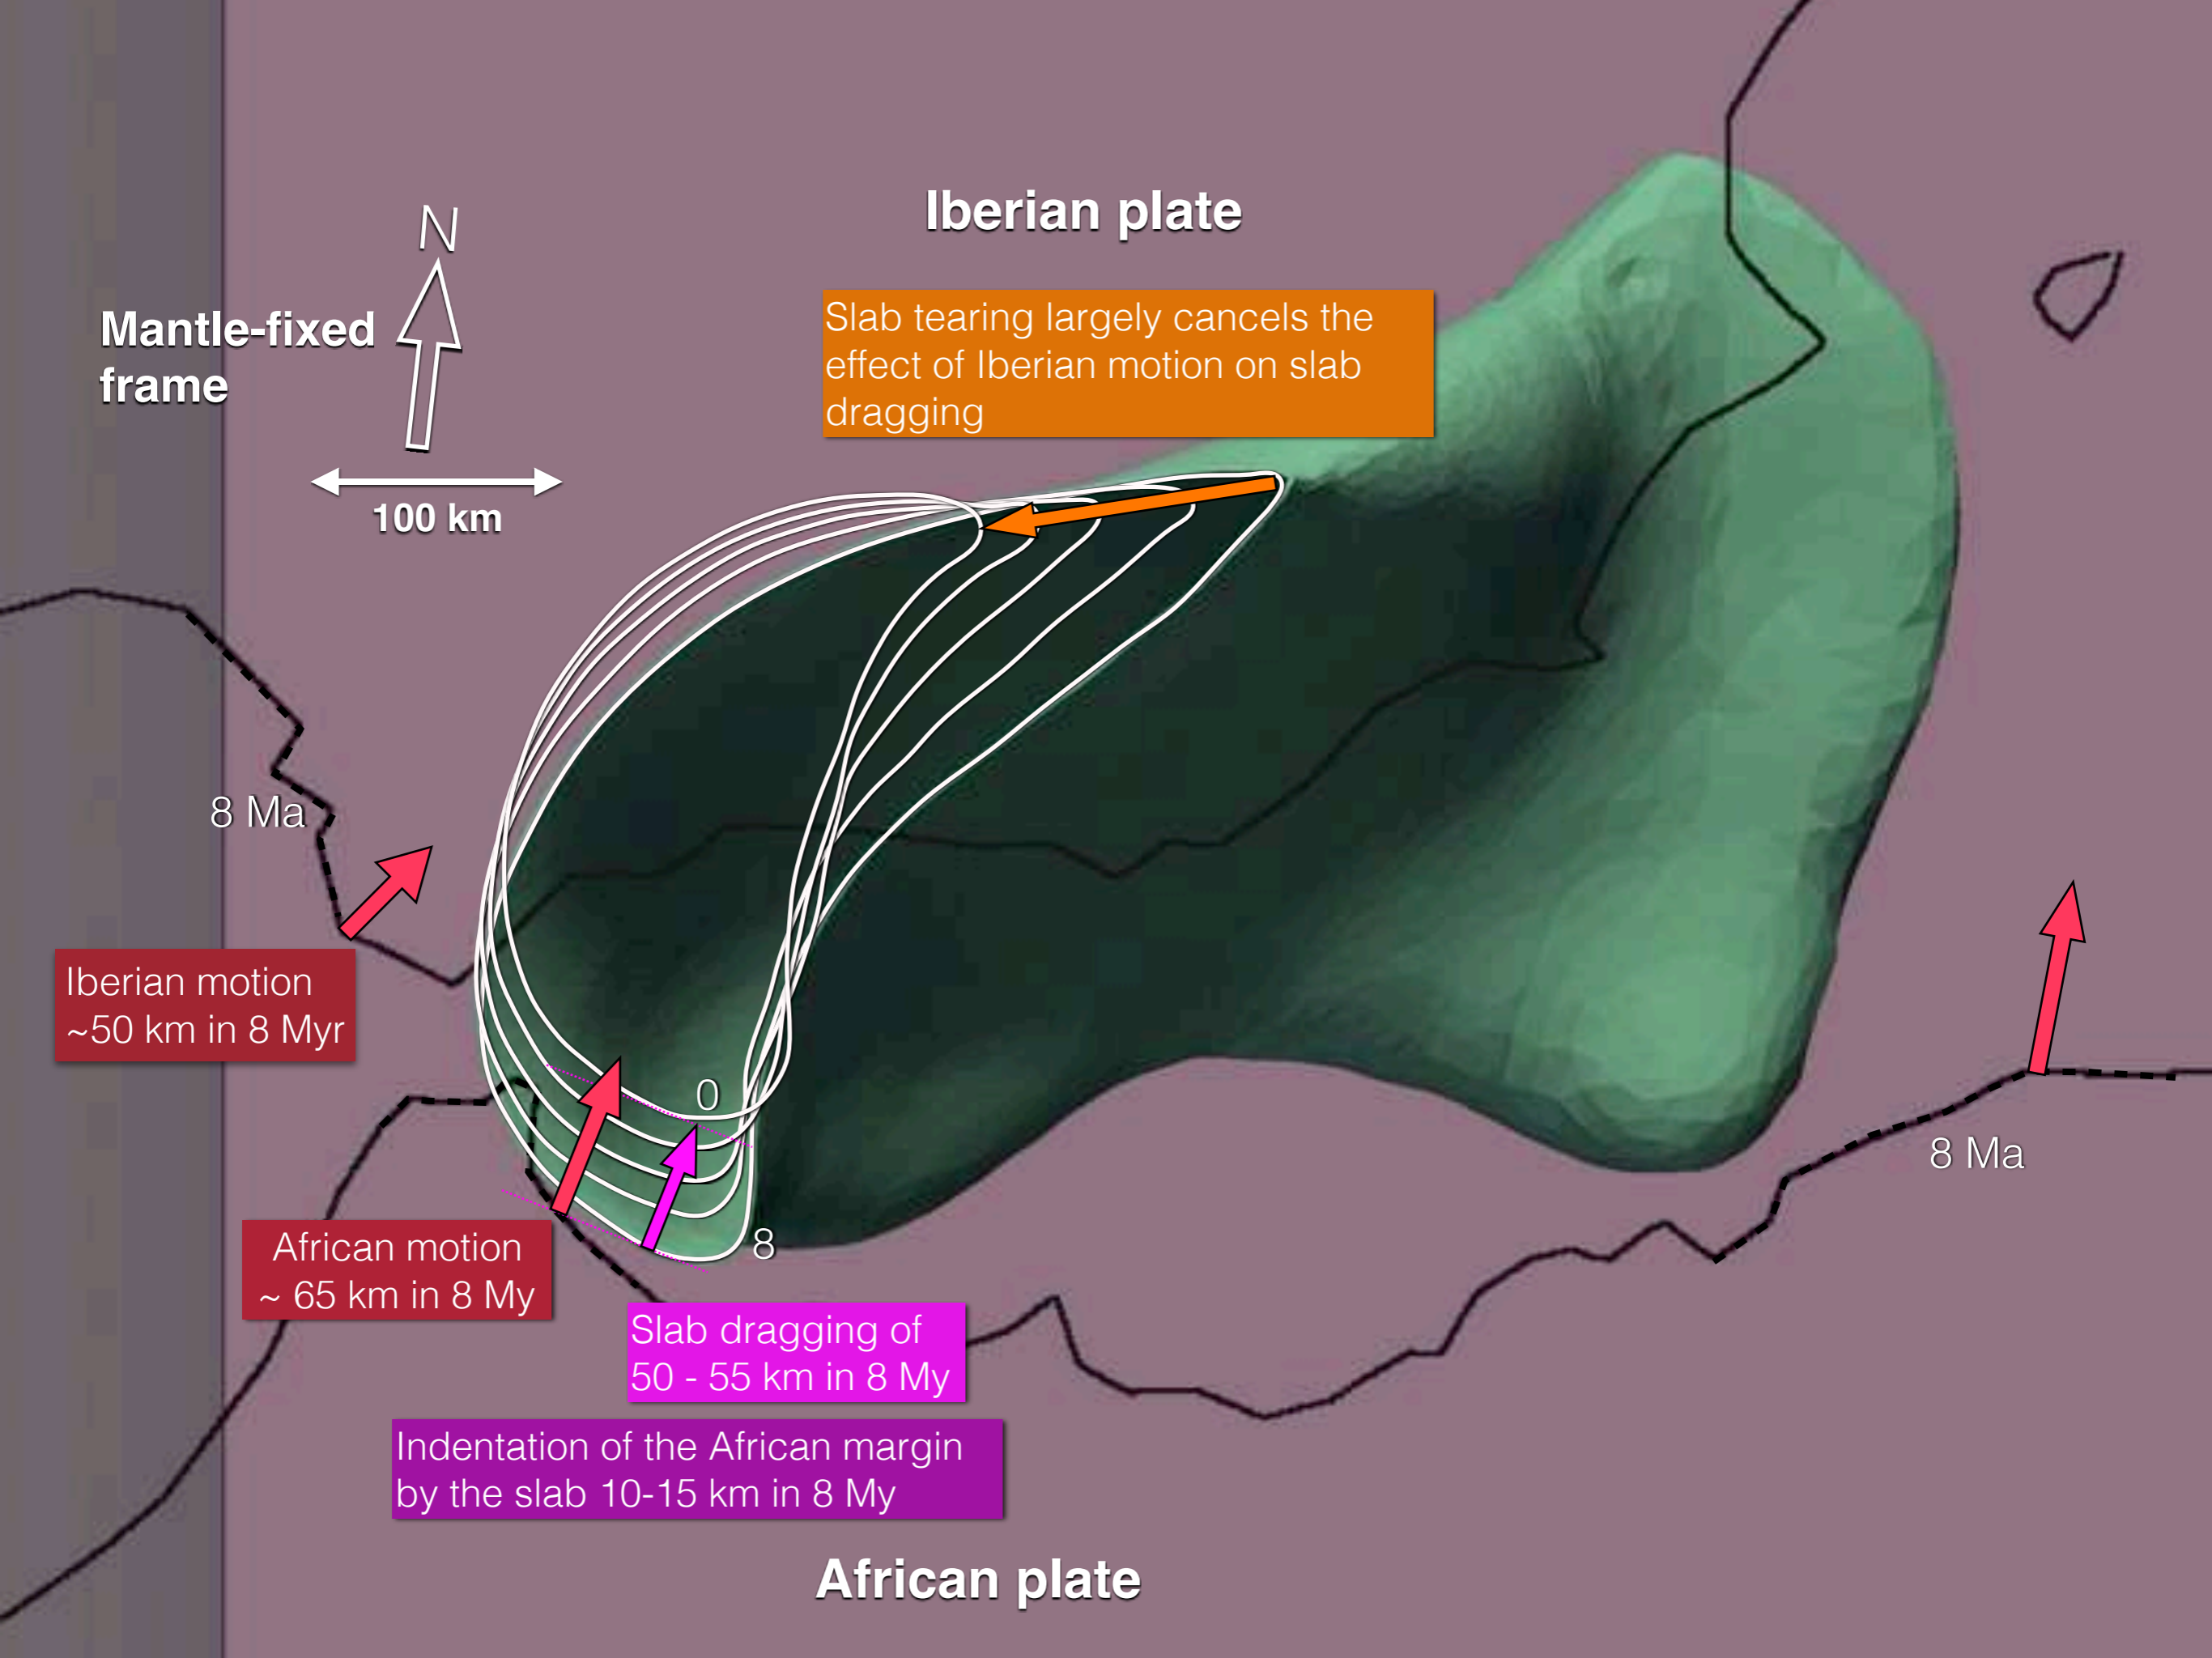 N
Iberian plate
Mantle-fixed
frame
Slab tearing largely cancels the
effect of Iberian motion on slab
dragging
100 km
8 Ma
Iberian motion
~50 km in 8 Myr
0
8
8 Ma
African motion
~ 65 km in 8 My
Slab dragging of
50 - 55 km in 8 My
Indentation of the African margin
by the slab 10-15 km in 8 My
African plate